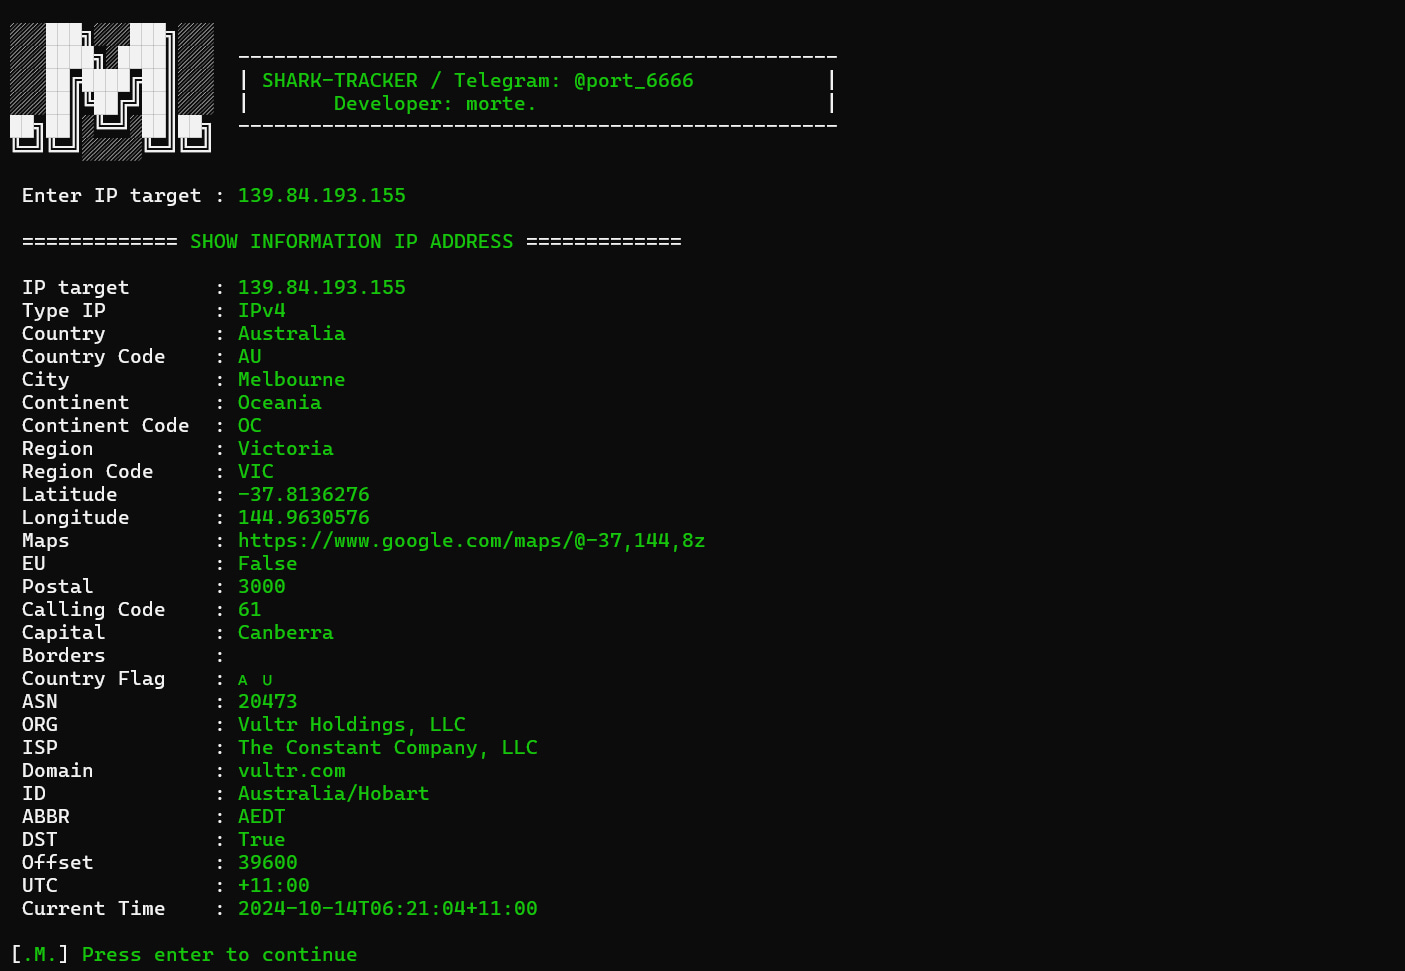 SHARK-TRACKER / Telegram: @port_6666
Developer: morte.
Enter IP target : 139.84.193.155
============= SHOW INFORMATION IP ADDRESS =============
IP target : 139.84.193.155
Type IP : IPv4
Country : Australia
Country Code : AU
City : Melbourne
Continent : Oceania
Continent Code : OC
Region : Victoria
Region Code : VIC
Latitude : -37.8136276
Longitude : 144.9630576
Maps : https://www.google.com/maps/@-37,144,8z
EU : False
Postal : 3000
Calling Code : 61
Capital : Canberra
Borders :
Country Flag : A U
ASN : 20473
ORG : Vultr Holdings, LLC
ISP : The Constant Company, LLC
Domain : vultr.com
ID : Australia/Hobart
ABBR : AEDT
DST : True
Offset : 39600
UTC : +11:00
Current Time : 2024-10-14T06:21:04+11:00
[.M.] Press enter to continue